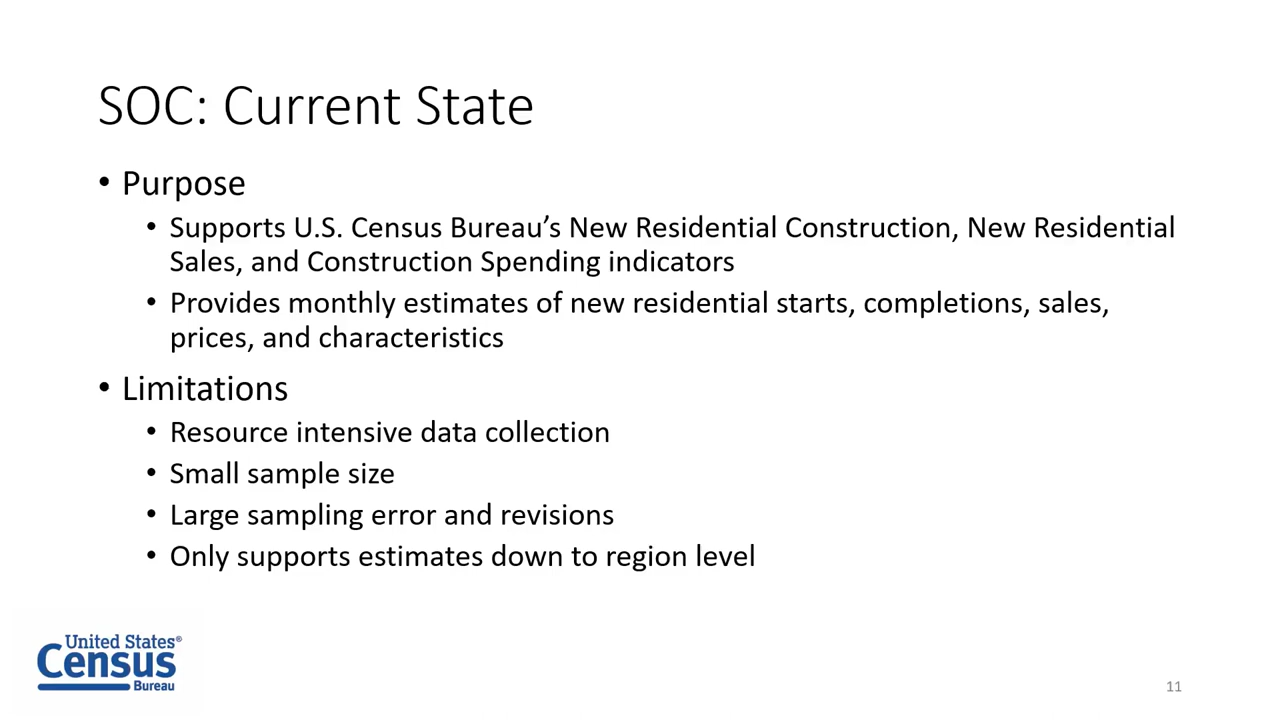 SOC: Current State
• Purpose
• Supports U.S. Census Bureau’s New Residential Construction, New Residential
Sales, and Construction Spending indicators
• Provides monthly estimates of new residential starts, completions, sales,
prices, and characteristics
• Limitations
• Resource intensive data collection
• Small sample size
• Large sampling error and revisions
• Only supports estimates down to region level
United States®
Census
Bureau
11